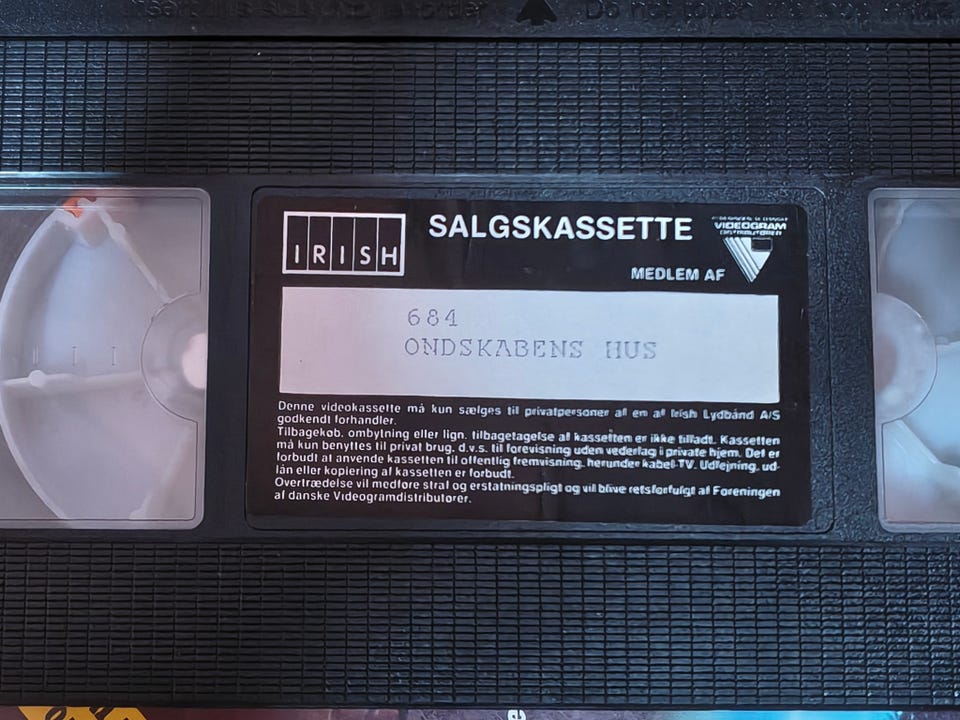 Do not touch the
IRISH
SALGSKASSETTE
VIDEOGRAM
MEDLEM AF
684
ONDSKABENS HUS
Denne videokassette må kun sælges til privatpersoner af en af Irish Lydbånd A/S
godkendt forhandler.
Tilbagekøb, ombytning eller lign. tilbagetagelse af kassetten er ikke tilladt. Kassetten
må kun benyttes til privat brug, d.v.s. til forevisning uden vederlag i private hjem. Det er
forbudt at anvende kassetten til offentlig fremvisning, herunder kabel-TV. Udlejning, ud-
lån eller kopiering af kassetten er forbudt.
Overtrædelse vil medføre straf og erstatningspligt og vil blive retsforfulgt af Foreningen
af danske Videogramdistributører.